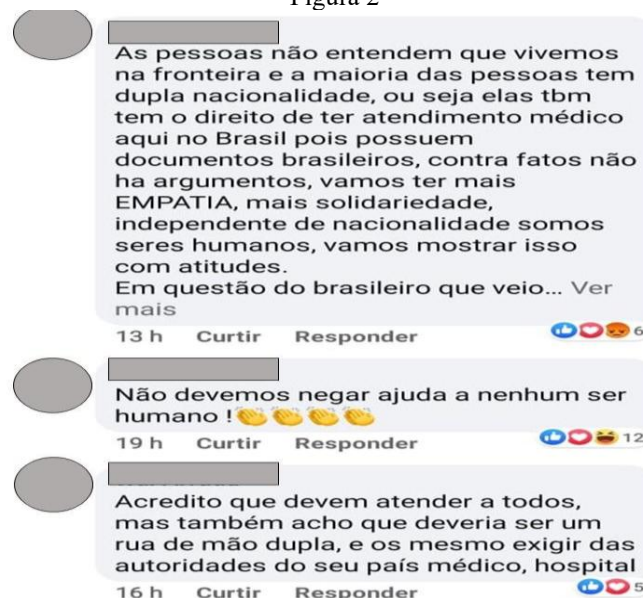 Figura 2
As pessoas não entendem que vivemos
na fronteira e a maioria das pessoas tem
dupla nacionalidade, ou seja elas tbm
tem o direito de ter atendimento médico
aqui no Brasil pois possuem
documentos brasileiros, contra fatos não
ha argumentos, vamos ter mais
EMPATIA, mais solidariedade,
independente de nacionalidade somos
seres humanos, vamos mostrar isso
com atitudes.
Em questão do brasileiro que veio... Ver
mais
13 h Curtir Responder 6
Não devemos negar ajuda a nenhum ser
humano !👏👏👏👏
19 h Curtir Responder 12
Acredito que devem atender a todos,
mas também acho que deveria ser um
rua de mão dupla, e os mesmo exigir das
autoridades do seu país médico, hospital
16 h Curtir Responder 5